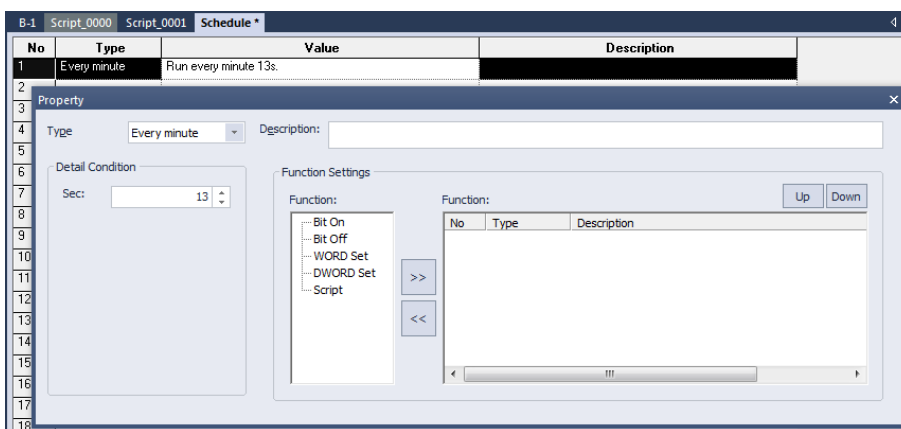 B-1 Script_0000 Script_0001 Schedule *
No Type Value Description
1 Every minute Run every minute 13s.
2
Property
3
4 Type Every minute Description:
5
6 Detail Condition Function Settings
7 Sec: 13 Function: Function: Up Down
8 Bit On No Type Description
9 Bit Off
10 WORD Set
11 DWORD Set >>
12 Script
13 <<
14
15
16
17
18